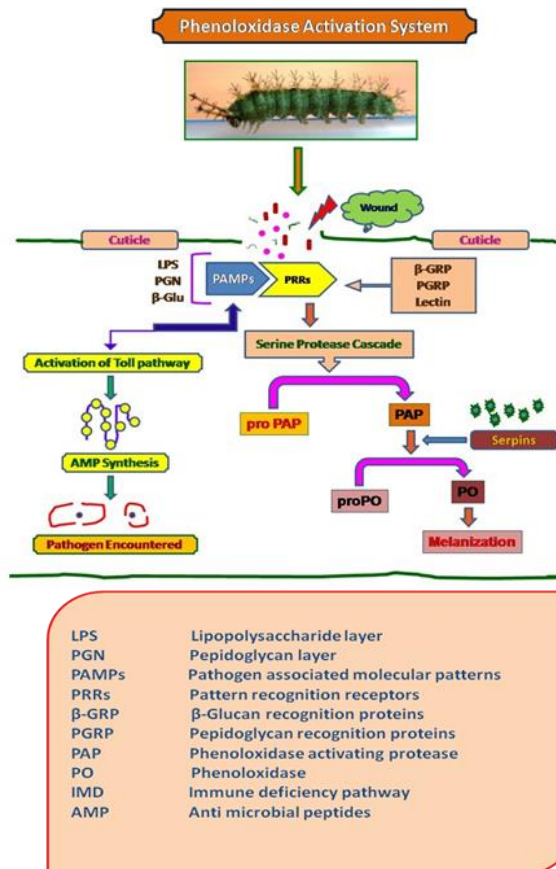 Phenoloxidase Activation System
Wound
Cuticle
Cuticle
LPS
PGN
β-Glu
PAMPs
PRRs
β-GRP
PGRP
Lectin
Activation of Toll pathway
Serine Protease Cascade
pro PAP
PAP
Serpins
AMP Synthesis
proPO
PO
Pathogen Encountered
Melanization
LPS Lipopolysaccharide layer
PGN Pepidoglycan layer
PAMPs Pathogen associated molecular patterns
PRRs Pattern recognition receptors
β-GRP β-Glucan recognition proteins
PGRP Pepidoglycan recognition proteins
PAP Phenoloxidase activating protease
PO Phenoloxidase
IMD Immune deficiency pathway
AMP Anti microbial peptides